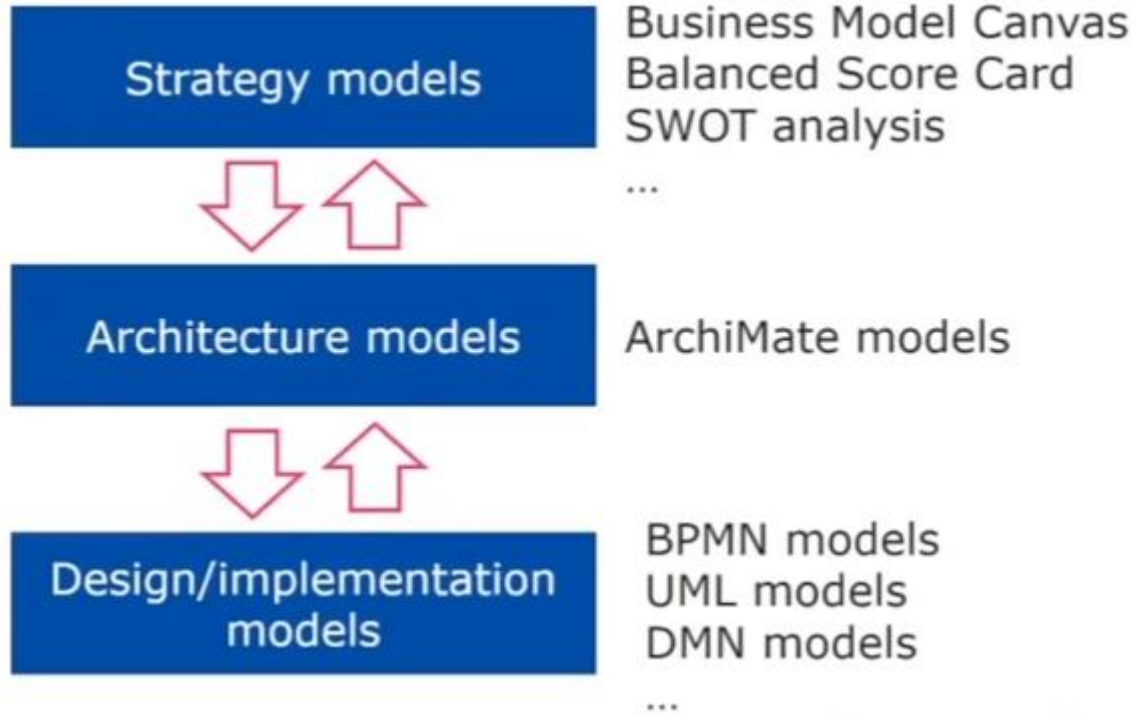 Strategy models
Business Model Canvas
Balanced Score Card
SWOT analysis
...
Architecture models
ArchiMate models
Design/implementation
models
BPMN models
UML models
DMN models
...